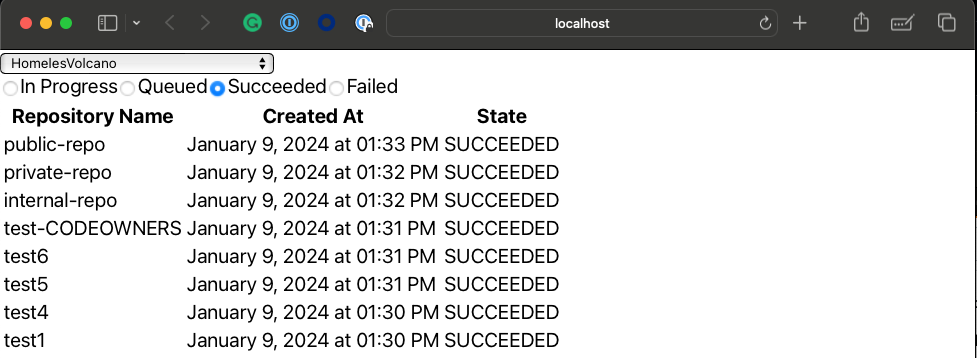 localhost
HomelesVolcano
In Progress Queued Succeeded Failed
Repository Name Created At State
public-repo January 9, 2024 at 01:33 PM SUCCEEDED
private-repo January 9, 2024 at 01:32 PM SUCCEEDED
internal-repo January 9, 2024 at 01:32 PM SUCCEEDED
test-CODEOWNERS January 9, 2024 at 01:31 PM SUCCEEDED
test6 January 9, 2024 at 01:31 PM SUCCEEDED
test5 January 9, 2024 at 01:31 PM SUCCEEDED
test4 January 9, 2024 at 01:30 PM SUCCEEDED
test1 January 9, 2024 at 01:30 PM SUCCEEDED